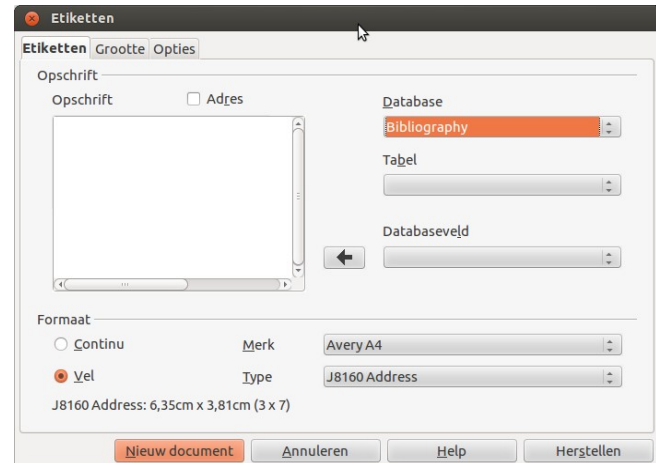 Etiketten
Etiketten Grootte Opties
Opschrift
Opschrift Adres Database
Bibliography
Tabel
Databaseveld
Formaat
Continu Merk Avery A4
Vel Type J8160 Address
J8160 Address: 6,35cm x 3,81cm (3 x 7)
Nieuw document Annuleren Help Herstellen